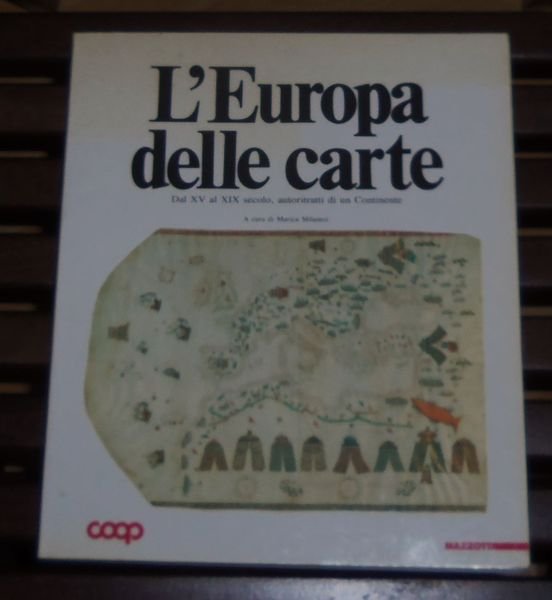 L'Europa
delle carte
Dal XV al XIX secolo, autoritratti di un Continente
A cura di Marica Milanesi
coop
MAZZOTTA